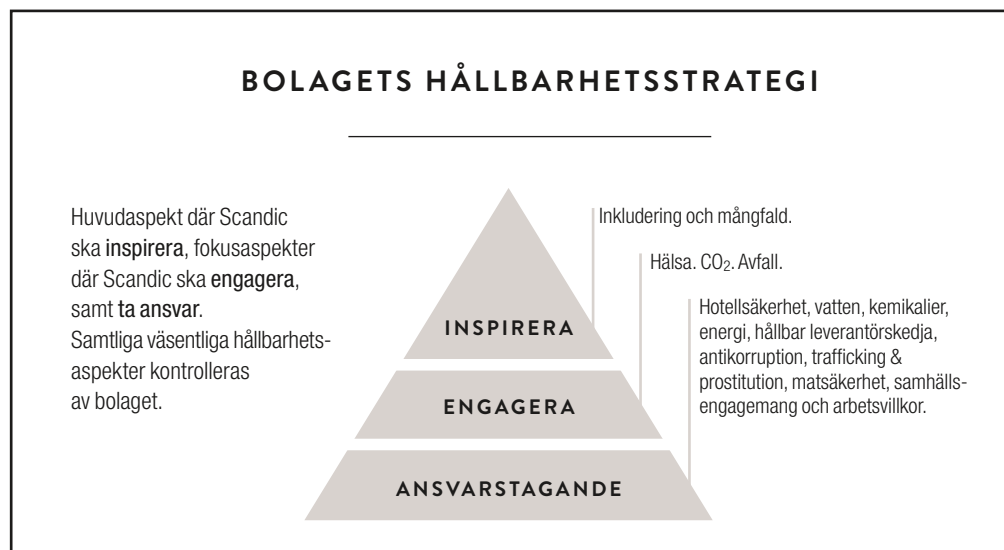 BOLAGETS HÅLLBARHETSSTRATEGI
Huvudaspekt där Scandic
ska inspirera, fokusaspekter
där Scandic ska engagera,
samt ta ansvar.
Samtliga väsentliga hållbarhets-
aspekter kontrolleras
av bolaget.
INSPIRERA
ENGAGERA
ANSVARSTAGANDE
Inkludering och mångfald.
Hälsa. CO₂. Avfall.
Hotellsäkerhet, vatten, kemikalier,
energi, hållbar leverantörskedja,
antikorruption, trafficking &
prostitution, matsäkerhet, samhälls-
engagemang och arbetsvillkor.